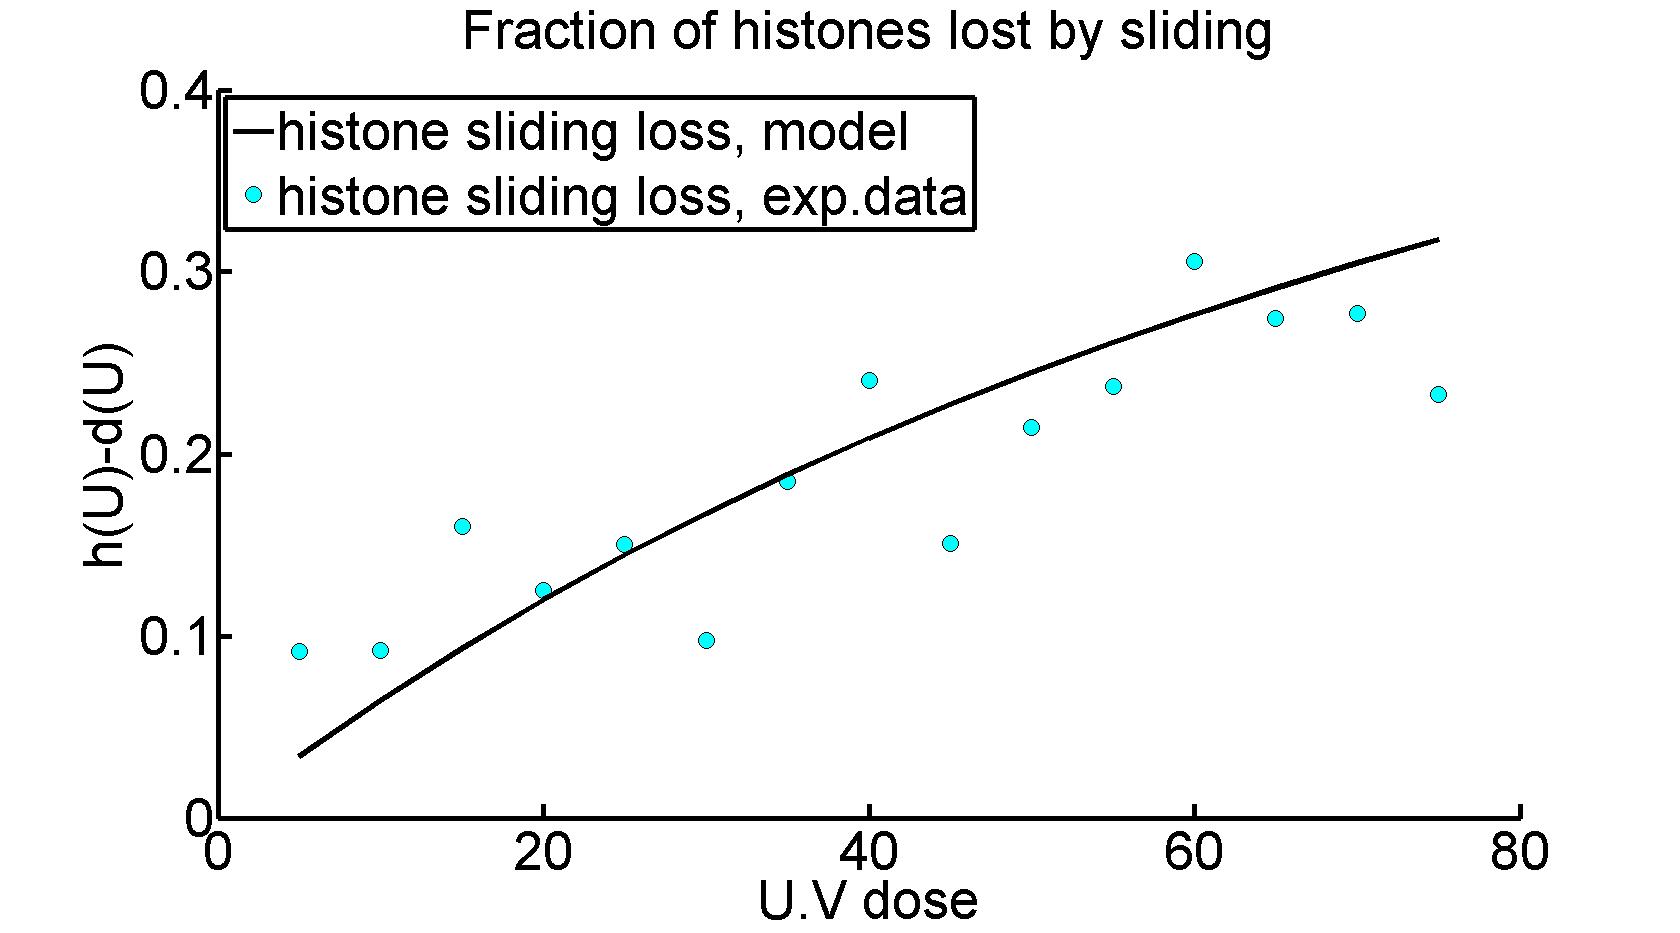 Fraction of histones lost by sliding
0.4
histone sliding loss, model
histone sliding loss, exp.data
0.3
h(U)-d(U)
0.2
0.1
0
0 20 40 60 80
U.V dose